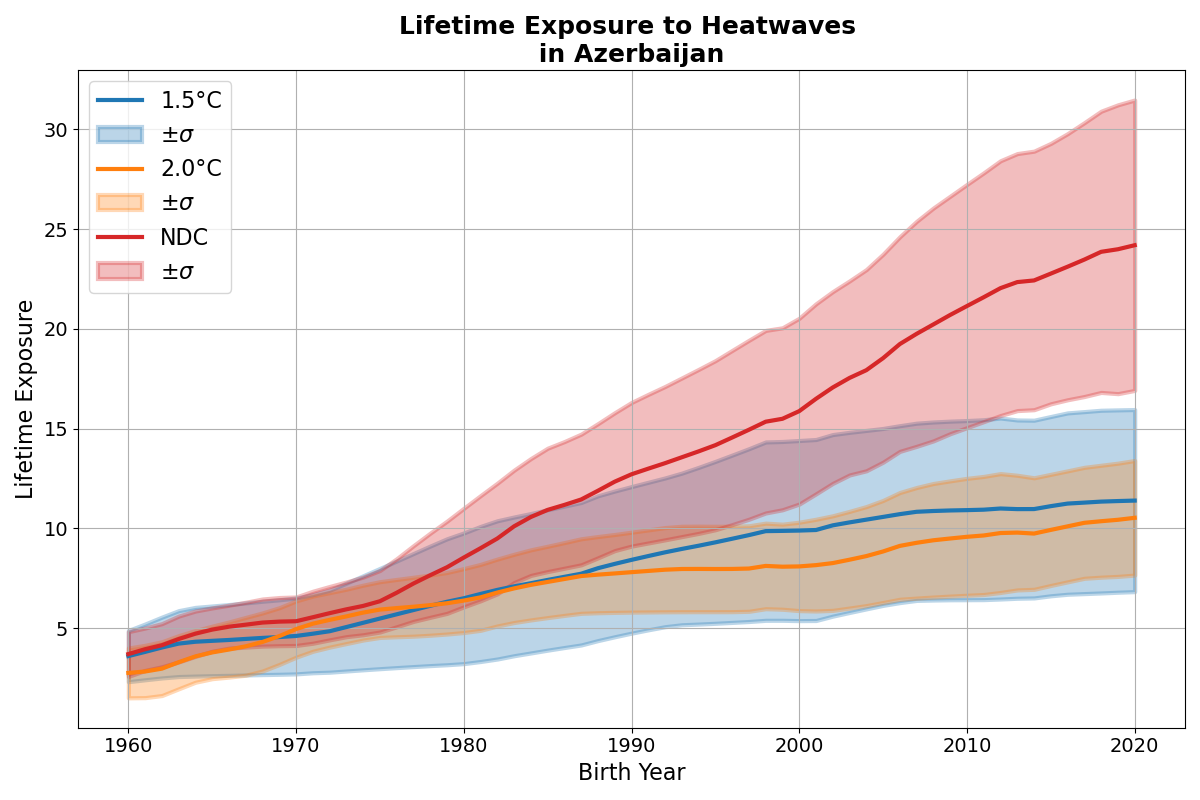 Lifetime Exposure to Heatwaves
in Azerbaijan
1.5°C
±σ
2.0°C
±σ
NDC
±σ
Lifetime Exposure
30
25
20
15
10
5
1960 1970 1980 1990 2000 2010 2020
Birth Year